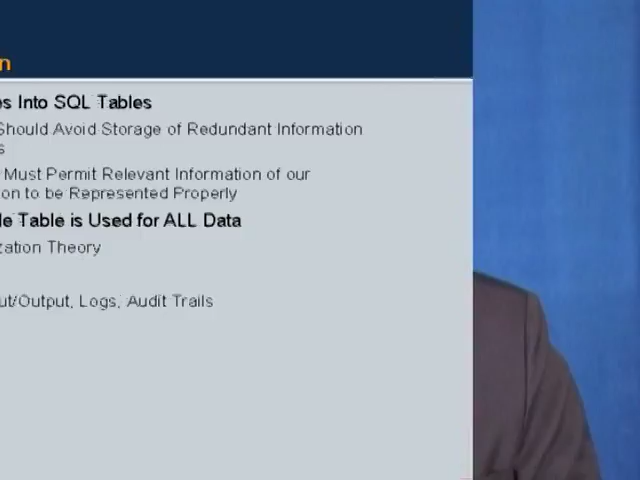 n
es Into SQL Tables
Should Avoid Storage of Redundant Information
s
Must Permit Relevant Information of our
on to be Represented Properly
le Table is Used for ALL Data
zation Theory
ut/Output, Logs, Audit Trails